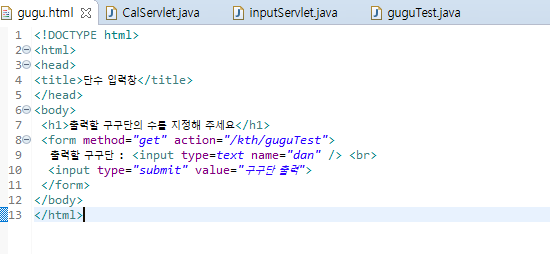 gugu.html CalServlet.java inputServlet.java guguTest.java
1 <!DOCTYPE html>
2 <html>
3 <head>
4 <title>단수 입력창</title>
5 </head>
6 <body>
7 <h1>출력할 구구단의 수를 지정해 주세요</h1>
8 <form method="get" action="/kth/guguTest">
9 출력할 구구단 : <input type=text name="dan" /> <br>
10 <input type="submit" value="구구단 출력">
11 </form>
12 </body>
13 </html>